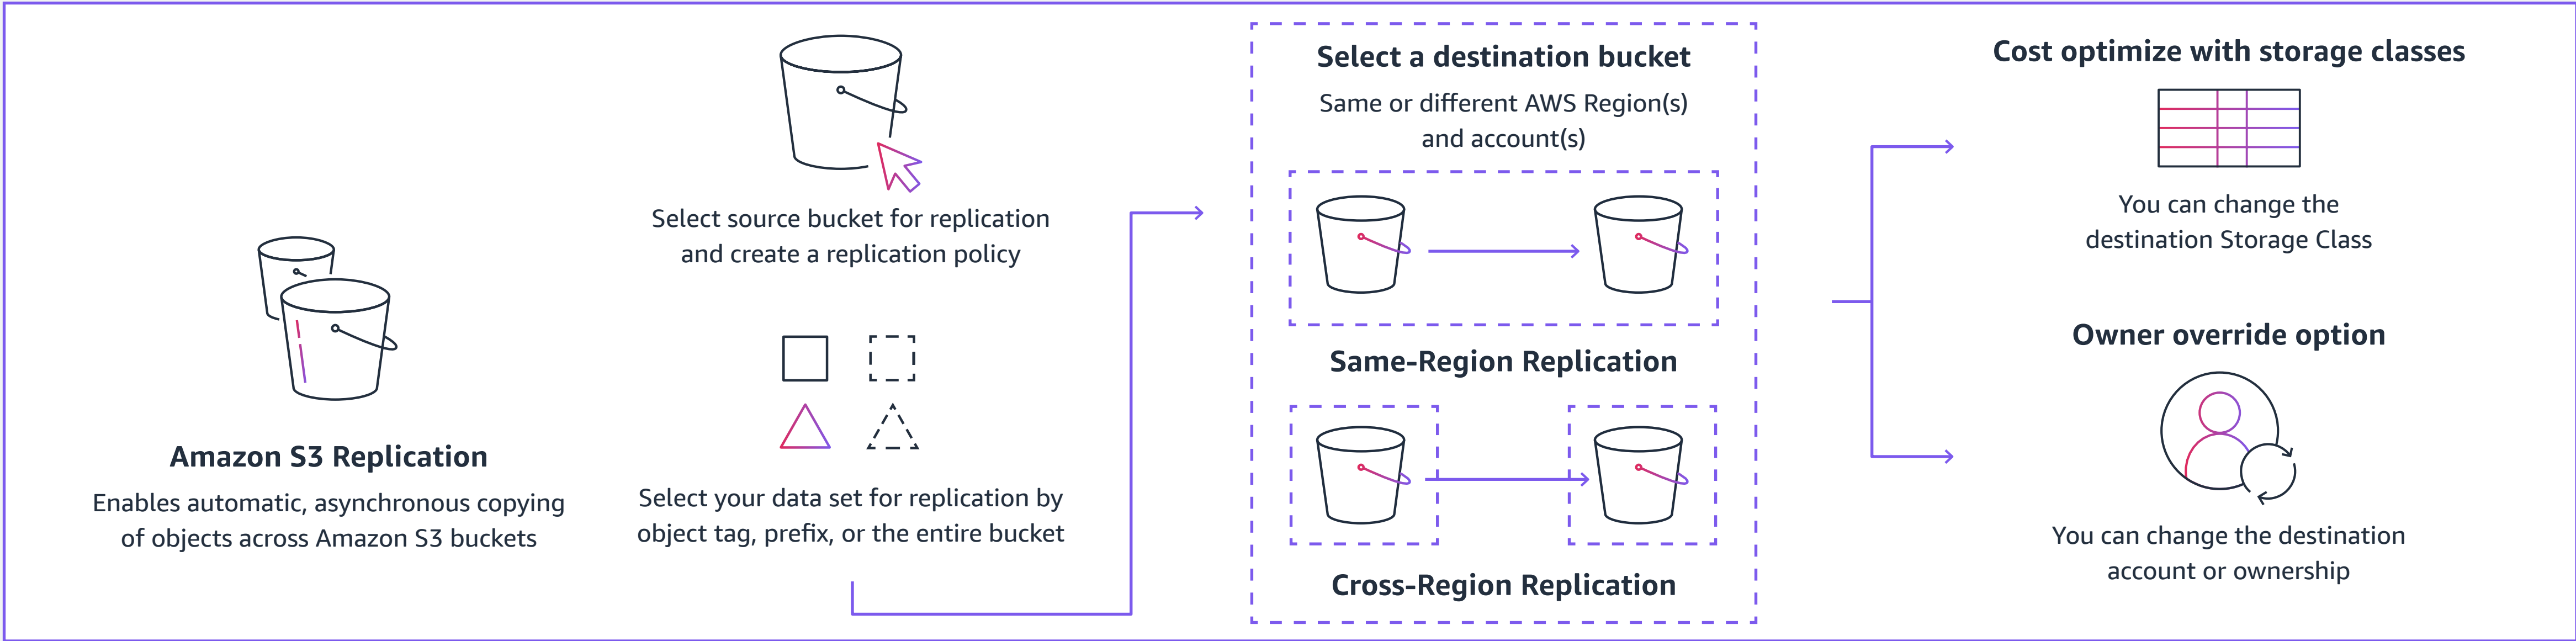 Amazon S3 Replication
Enables automatic, asynchronous copying
of objects across Amazon S3 buckets
Select source bucket for replication
and create a replication policy
Select your data set for replication by
object tag, prefix, or the entire bucket
Select a destination bucket
Same or different AWS Region(s)
and account(s)
Same-Region Replication
Cross-Region Replication
Cost optimize with storage classes
You can change the
destination Storage Class
Owner override option
You can change the destination
account or ownership